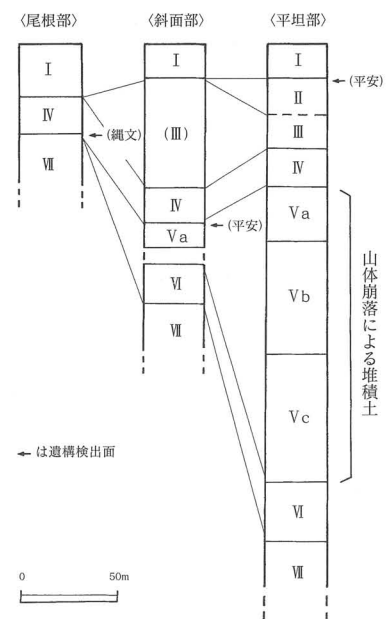 〈尾根部〉
〈斜面部〉
〈平坦部〉
I
IV
←(縄文)
VII
I
(III)
IV
←(平安)
Va
VI
VII
I
←(平安)
II
III
IV
Va
Vb
Vc
VI
VII
山体崩落による堆積土
←は遺構検出面
0 50m